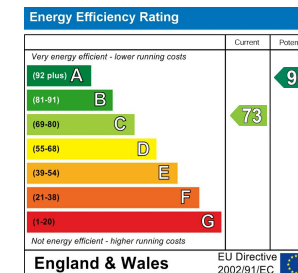 Energy Efficiency Rating
Current
Very energy efficient - lower running costs
(92 plus) A
(81-91) B
(69-80) C
73
(55-68) D
(39-54) E
(21-38) F
(1-20) G
Not energy efficient - higher running costs
England & Wales
EU Directive
2002/91/EC